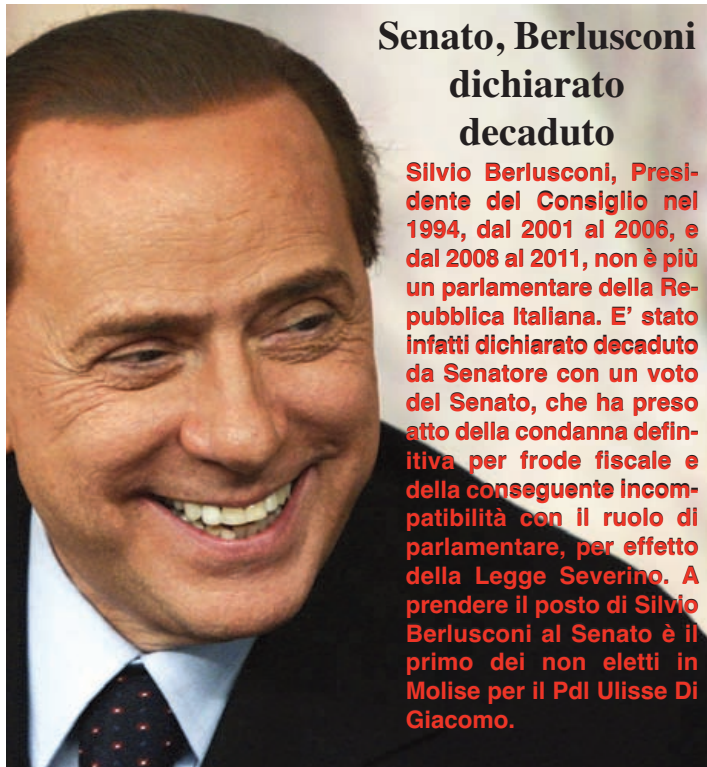 Senato, Berlusconi
dichiarato
decaduto
Silvio Berlusconi, Presi-
dente del Consiglio nel
1994, dal 2001 al 2006, e
dal 2008 al 2011, non è più
un parlamentare della Re-
pubblica Italiana. E' stato
infatti dichiarato decaduto
da Senatore con un voto
del Senato, che ha preso
atto della condanna defin-
itiva per frode fiscale e
della conseguente incom-
patibilità con il ruolo di
parlamentare, per effetto
della Legge Severino. A
prendere il posto di Silvio
Berlusconi al Senato è il
primo dei non eletti in
Molise per il Pdl Ulisse Di
Giacomo.